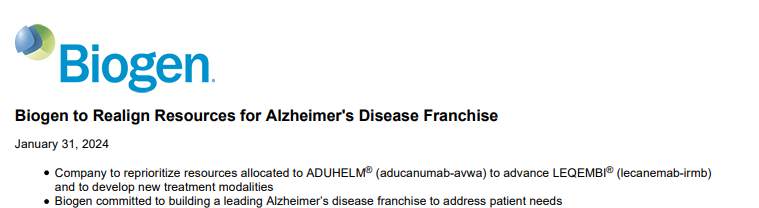 Biogen.
Biogen to Realign Resources for Alzheimer's Disease Franchise
January 31, 2024
• Company to reprioritize resources allocated to ADUHELM® (aducanumab-avwa) to advance LEQEMBI® (lecanemab-irmb)
and to develop new treatment modalities
• Biogen committed to building a leading Alzheimer's disease franchise to address patient needs